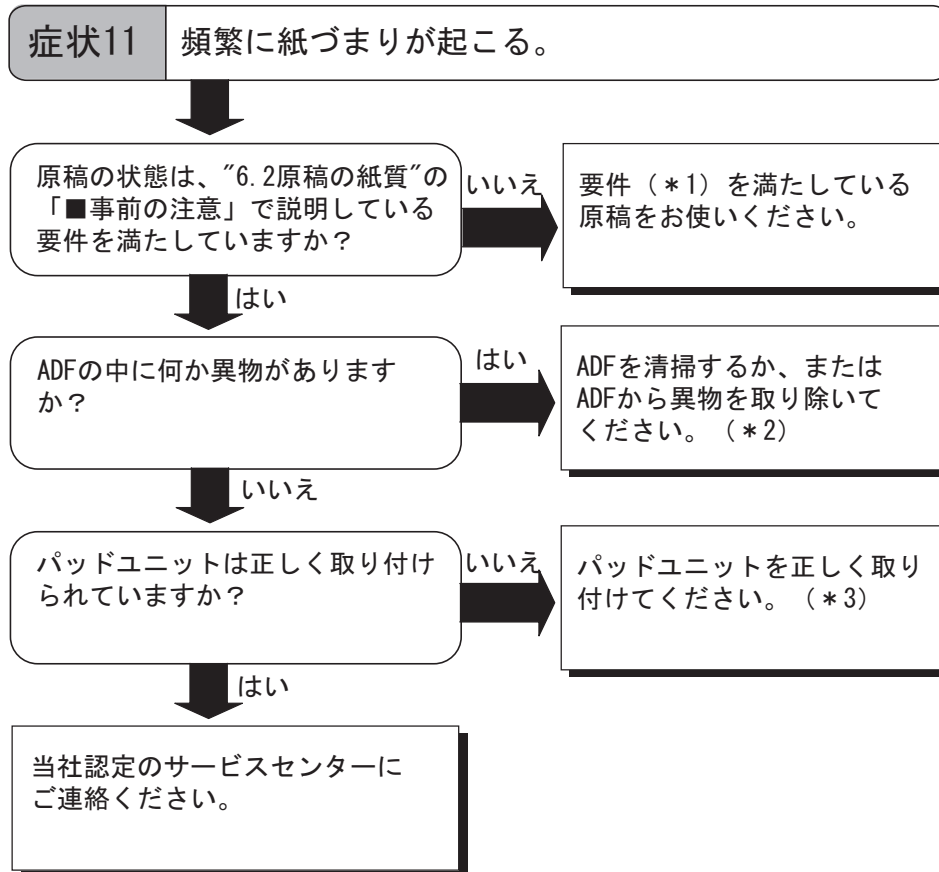 症状11
頻繁に紙づまりが起こる。
原稿の状態は、"6.2原稿の紙質"の
「■事前の注意」で説明している
要件を満たしていますか？
いいえ
要件（＊1）を満たしている
原稿をお使いください。
はい
ADFの中に何か異物があります
か？
はい
ADFを清掃するか、または
ADFから異物を取り除いて
ください。（＊2）
いいえ
パッドユニットは正しく取り付け
られていますか？
いいえ
パッドユニットを正しく取り
付けてください。（＊3）
はい
当社認定のサービスセンターに
ご連絡ください。